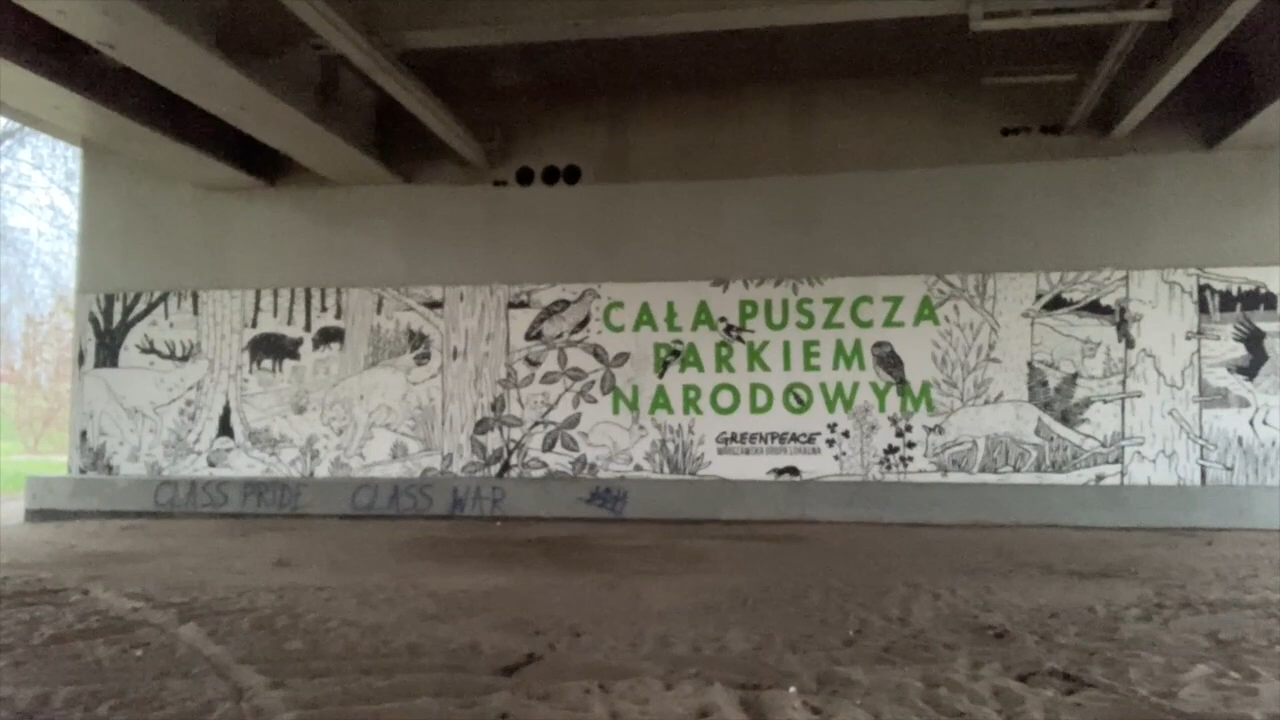 CAŁA PUSZCZA
PARKIEM
NARODOWYM
GREENPEACE
WARSZAWSKA GRUPA LOKALNA
CLASS PRIDE CLASS WAR